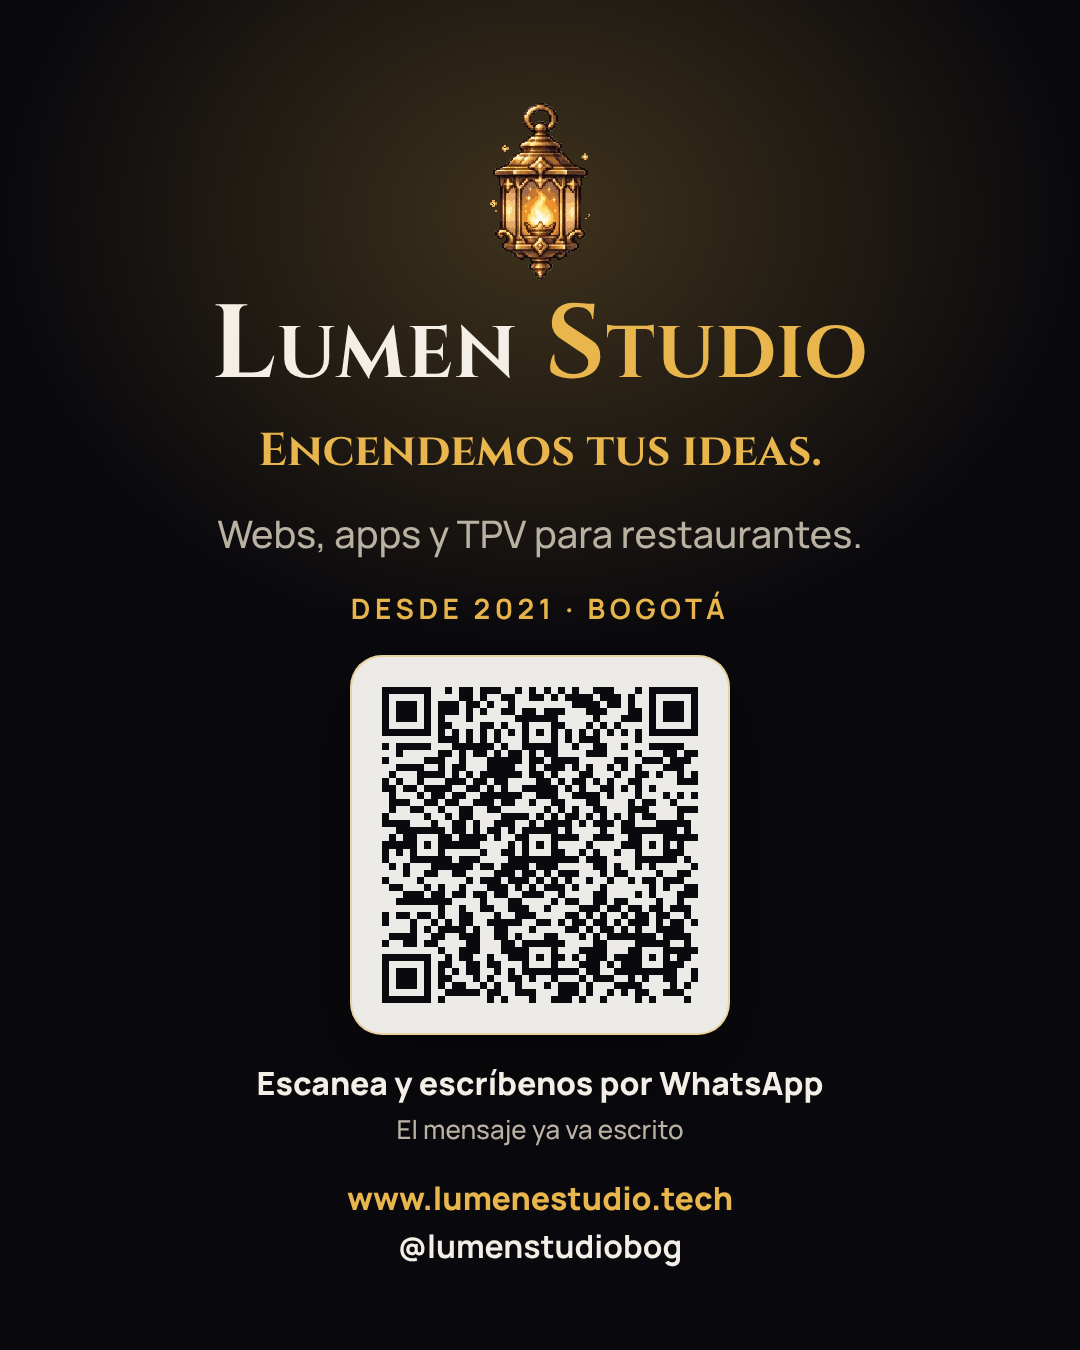 Lumen Studio
Encendemos tus ideas.
Webs, apps y TPV para restaurantes.
DESDE 2021 · BOGOTÁ
Escanea y escríbenos por WhatsApp
El mensaje ya va escrito
www.lumenestudio.tech
@lumenstudiobog